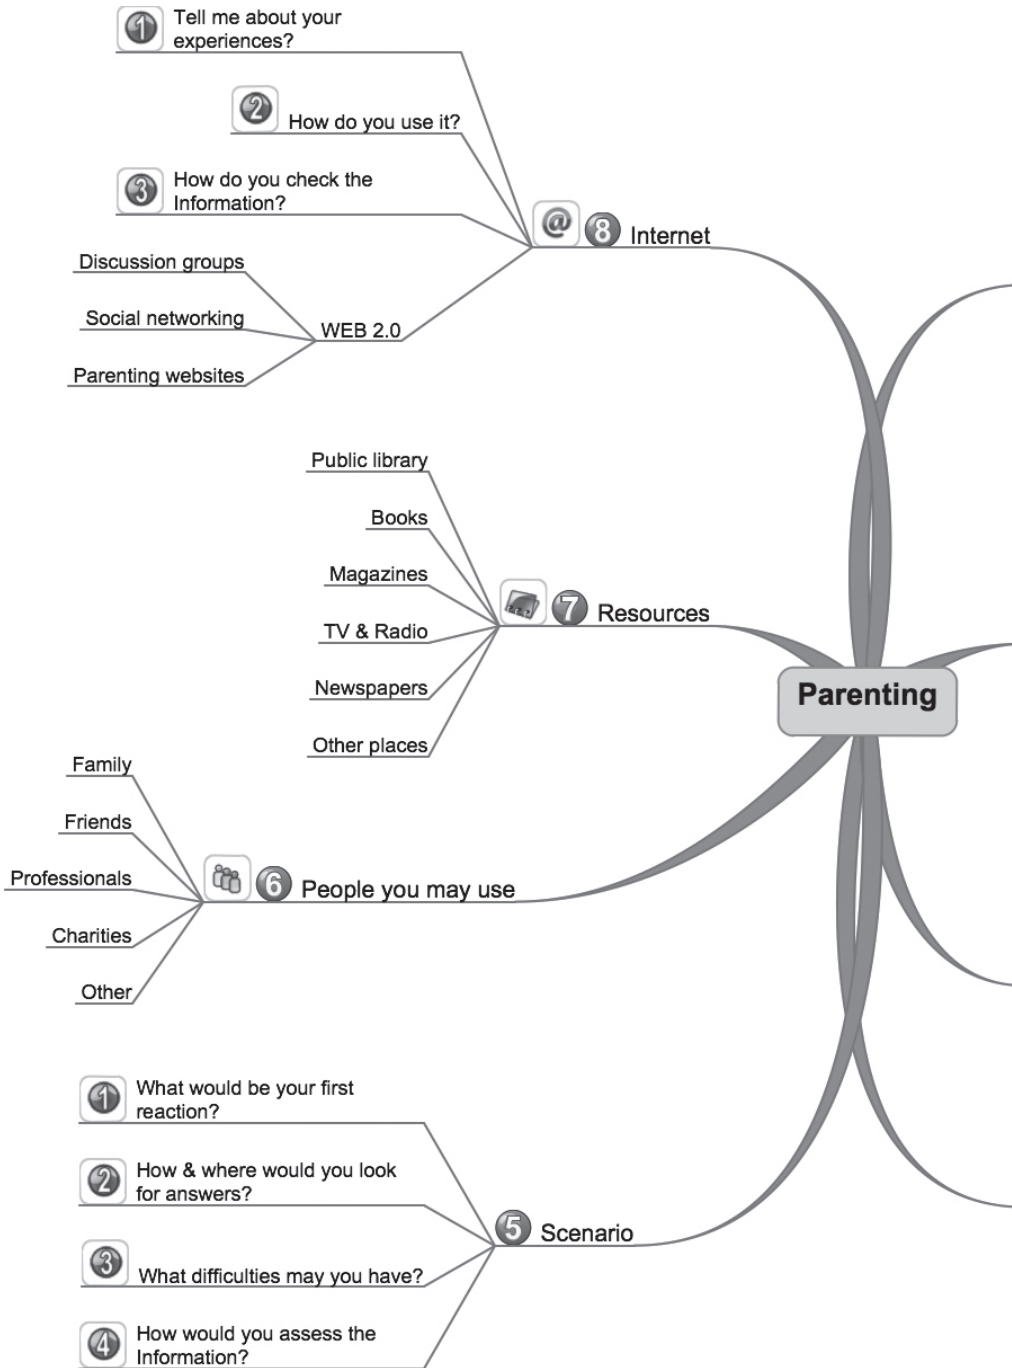 1 Tell me about your
experiences?
2 How do you use it?
3 How do you check the
Information?
@ 8 Internet
Discussion groups
Social networking
Parenting websites
WEB 2.0
Public library
Books
Magazines
TV & Radio
Newspapers
Other places
7 Resources
Parenting
Family
Friends
Professionals
Charities
Other
6 People you may use
1 What would be your first
reaction?
2 How & where would you look
for answers?
3 What difficulties may you have?
4 How would you assess the
Information?
5 Scenario